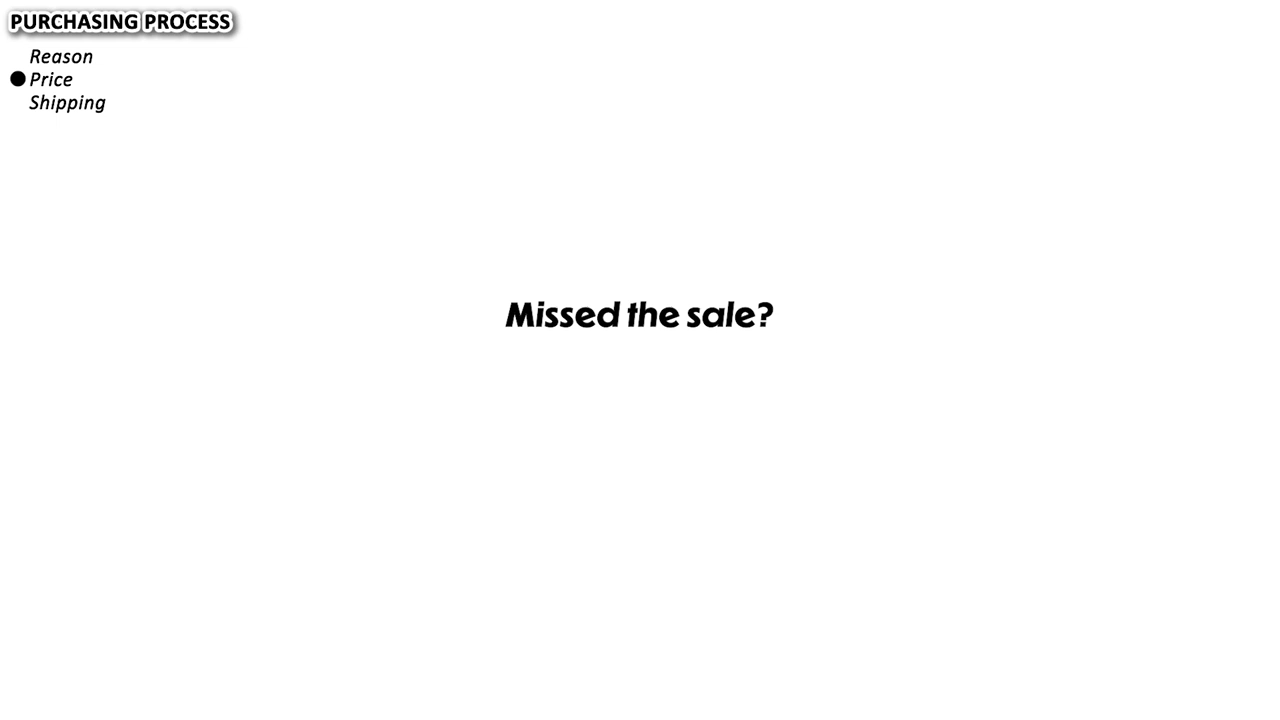 PURCHASING PROCESS
Reason
Price
Shipping
Missed the sale?